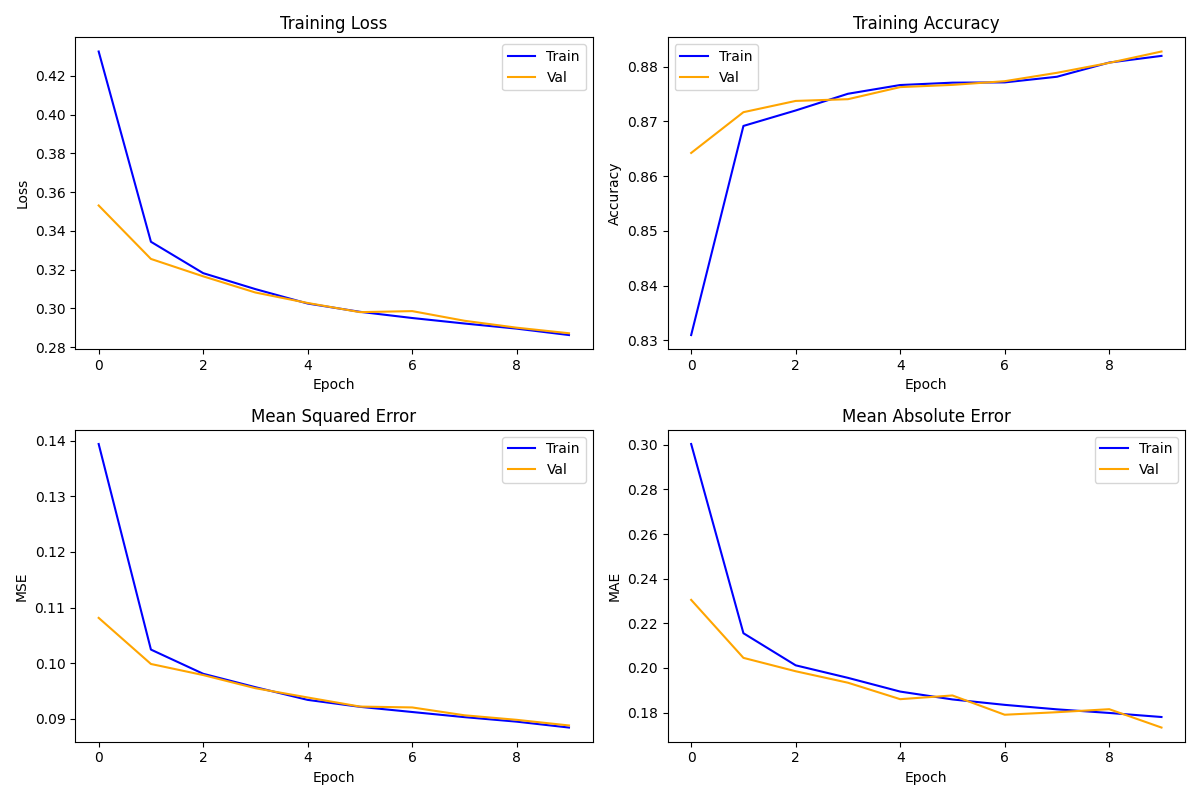 Training Loss
Train
Val
0.42
0.40
0.38
0.36
0.34
0.32
0.30
0.28
Loss
0 2 4 6 8
Epoch
Training Accuracy
Train
Val
0.88
0.87
0.86
0.85
0.84
0.83
Accuracy
0 2 4 6 8
Epoch
Mean Squared Error
Train
Val
0.14
0.13
0.12
0.11
0.10
0.09
MSE
0 2 4 6 8
Epoch
Mean Absolute Error
Train
Val
0.30
0.28
0.26
0.24
0.22
0.20
0.18
MAE
0 2 4 6 8
Epoch